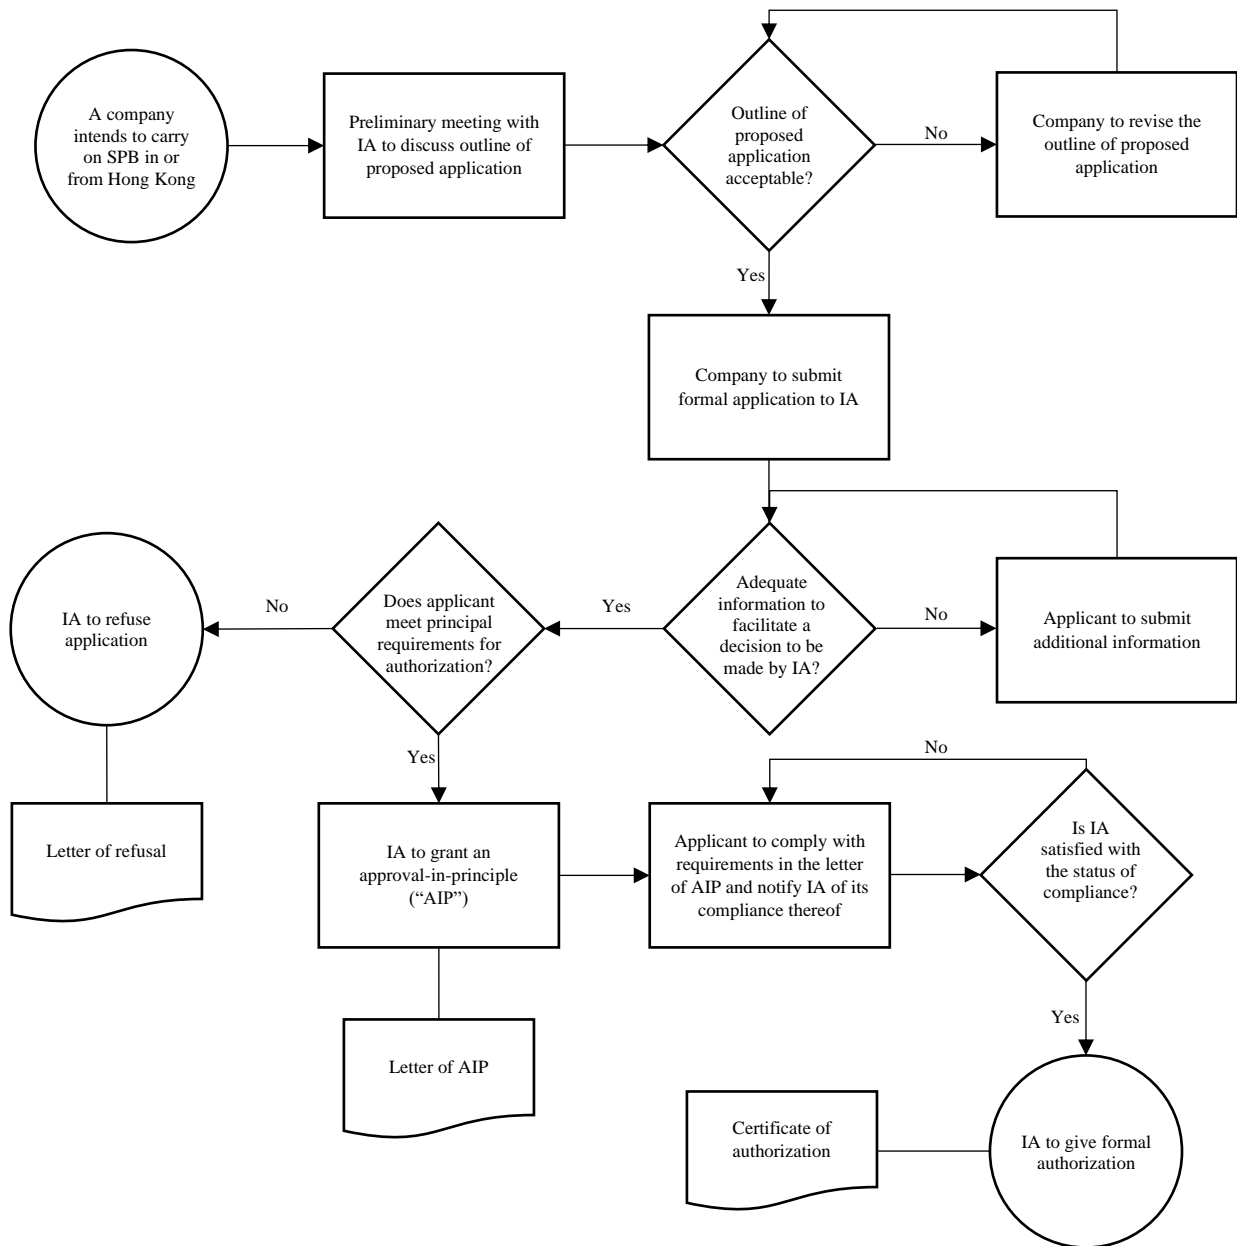 A company
intends to carry
on SPB in or
from Hong Kong
Preliminary meeting with
IA to discuss outline of
proposed application
Outline of
proposed
application
acceptable?
No
Company to revise the
outline of proposed
application
Yes
Company to submit
formal application to IA
Adequate
information to
facilitate a
decision to be
made by IA?
No
Applicant to submit
additional information
Yes
Does applicant
meet principal
requirements for
authorization?
No
IA to refuse
application
Letter of refusal
Yes
IA to grant an
approval-in-principle
(“AIP”)
Letter of AIP
Applicant to comply with
requirements in the letter
of AIP and notify IA of its
compliance thereof
No
Is IA
satisfied with
the status of
compliance?
Yes
IA to give formal
authorization
Certificate of
authorization